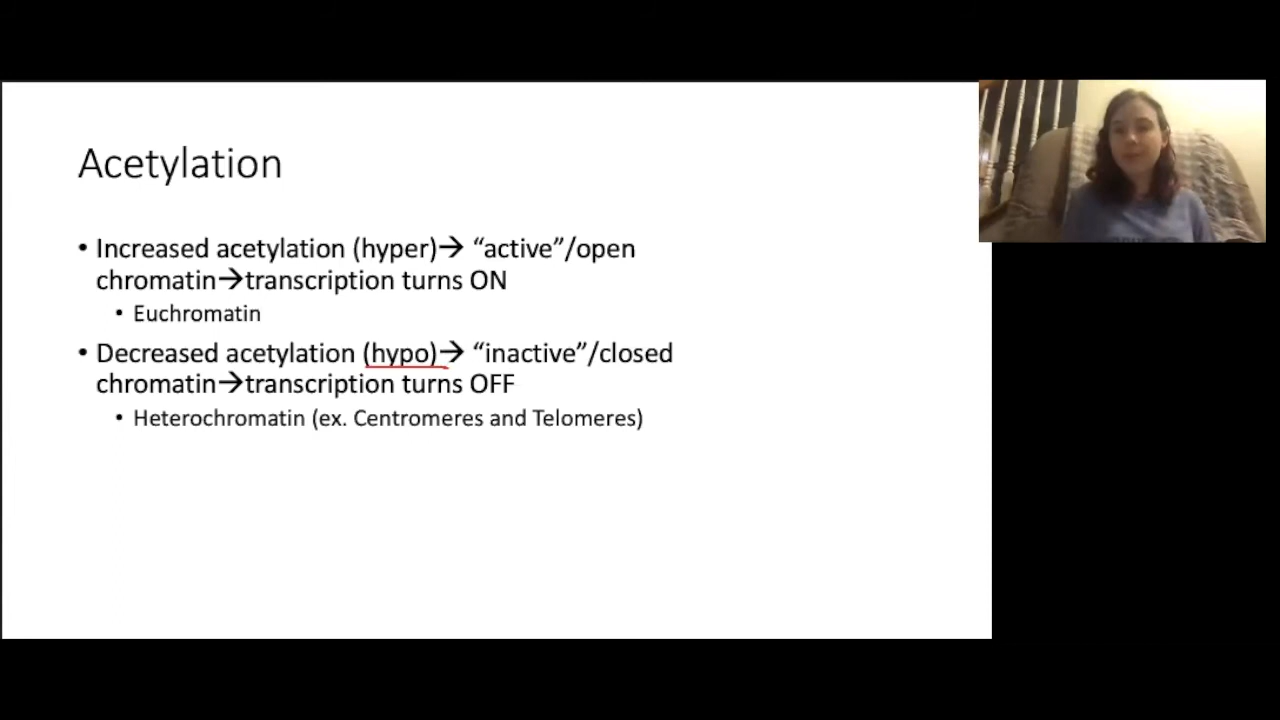 Acetylation
• Increased acetylation (hyper)→ “active”/open
chromatin→transcription turns ON
• Euchromatin
• Decreased acetylation (hypo)→ “inactive”/closed
chromatin→transcription turns OFF
• Heterochromatin (ex. Centromeres and Telomeres)